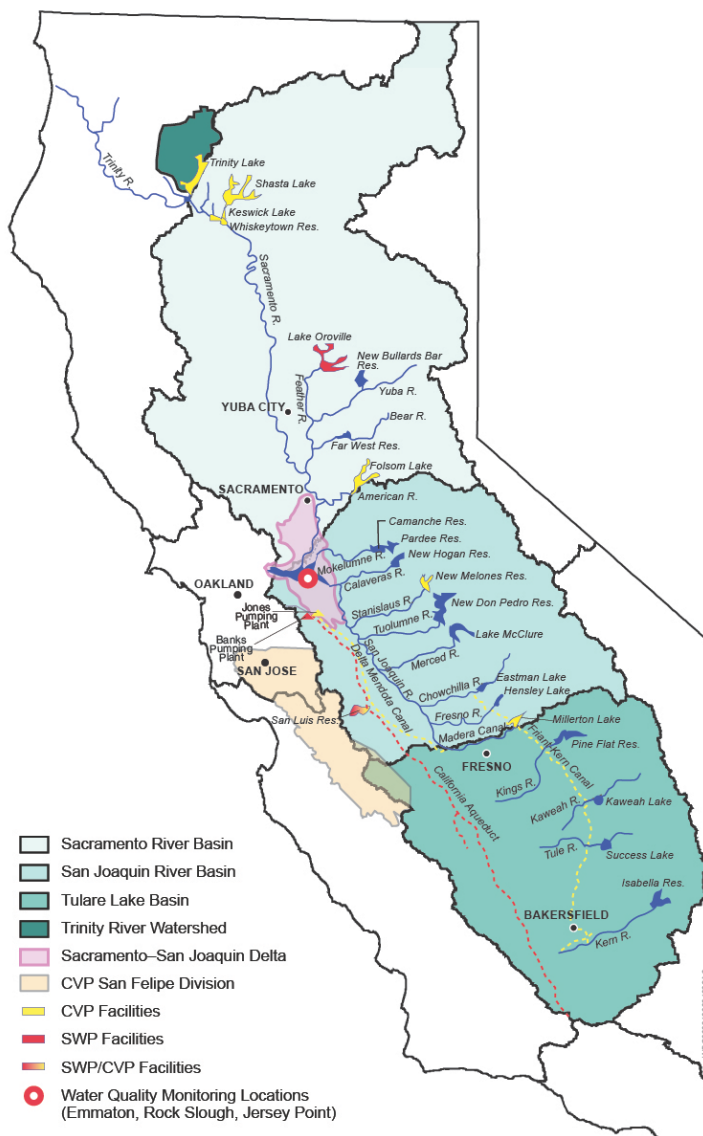 Trinity R.
Trinity Lake
Shasta Lake
Keswick Lake
Whiskeytown Res.
Sacramento R.
Lake Oroville
New Bullards Bar
Res.
Feather R.
Yuba R.
YUBA CITY
Bear R.
Far West Res.
Folsom Lake
SACRAMENTO
American R.
Camanche Res.
Pardee Res.
Mokelumne R.
New Hogan Res.
Calaveras R.
OAKLAND
New Melones Res.
Jones
Pumping
Plant
Stanislaus R.
New Don Pedro Res.
Tuolumne R.
Banks
Pumping
Plant
Lake McClure
SAN JOSE
San Joaquin R.
Merced R.
Delta Mendota Canal
Eastman Lake
Chowchilla R.
Hensley Lake
San Luis Res.
Fresno R.
Millerton Lake
Madera Canal
Pine Flat Res.
Friant-Kern Canal
FRESNO
California Aqueduct
Kings R.
Kaweah R.
Kaweah Lake
Tule R.
Success Lake
Isabella Res.
BAKERSFIELD
Kern R.
Sacramento River Basin
San Joaquin River Basin
Tulare Lake Basin
Trinity River Watershed
Sacramento–San Joaquin Delta
CVP San Felipe Division
CVP Facilities
SWP Facilities
SWP/CVP Facilities
Water Quality Monitoring Locations
(Emmaton, Rock Slough, Jersey Point)